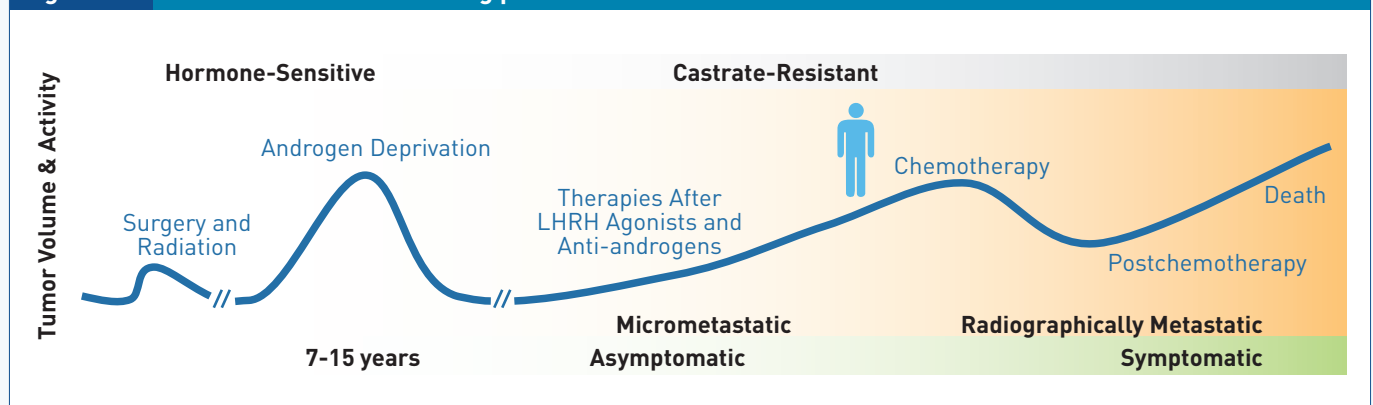 Tumor Volume & Activity
Hormone-Sensitive
Castrate-Resistant
Androgen Deprivation
Surgery and
Radiation
Therapies After
LHRH Agonists and
Anti-androgens
Chemotherapy
Death
Postchemotherapy
Micrometastatic
Radiographically Metastatic
7-15 years
Asymptomatic
Symptomatic